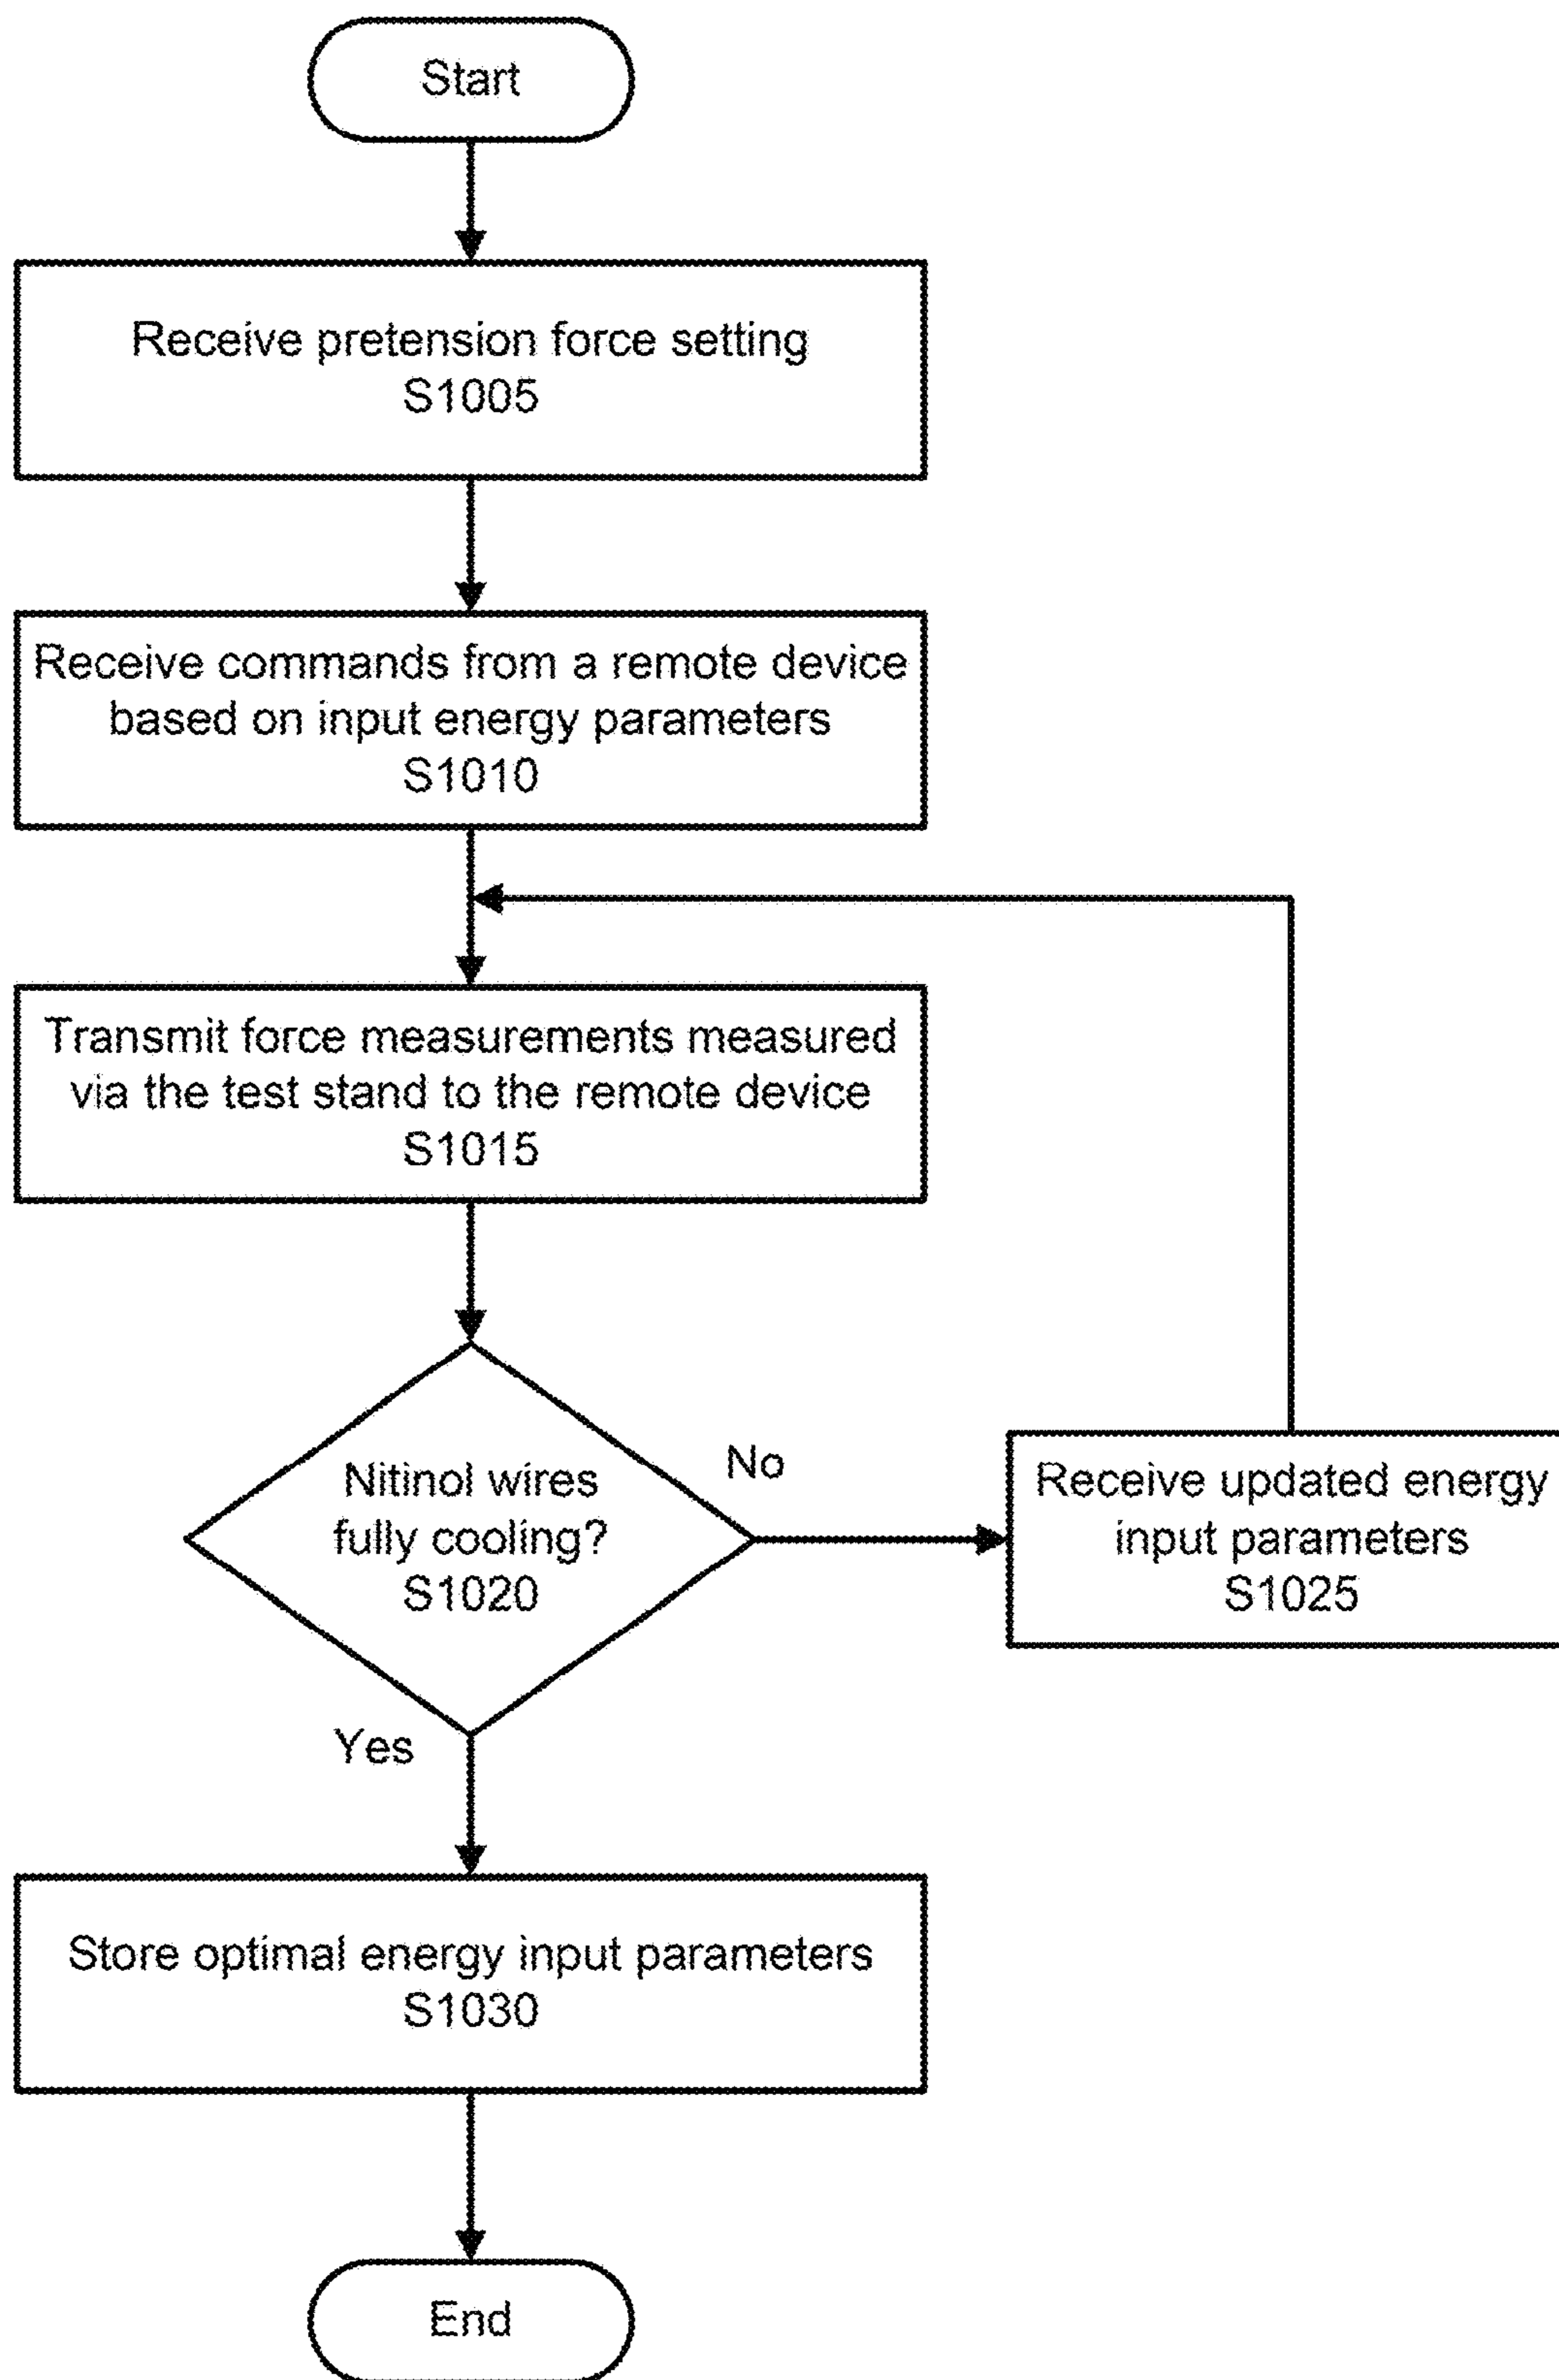 Start
Receive pretension force setting
S1005
Receive commands from a remote device
based on input energy parameters
S1010
Transmit force measurements measured
via the test stand to the remote device
S1015
Nitinol wires
fully cooling?
S1020
No
Receive updated energy
input parameters
S1025
Yes
Store optimal energy input parameters
S1030
End